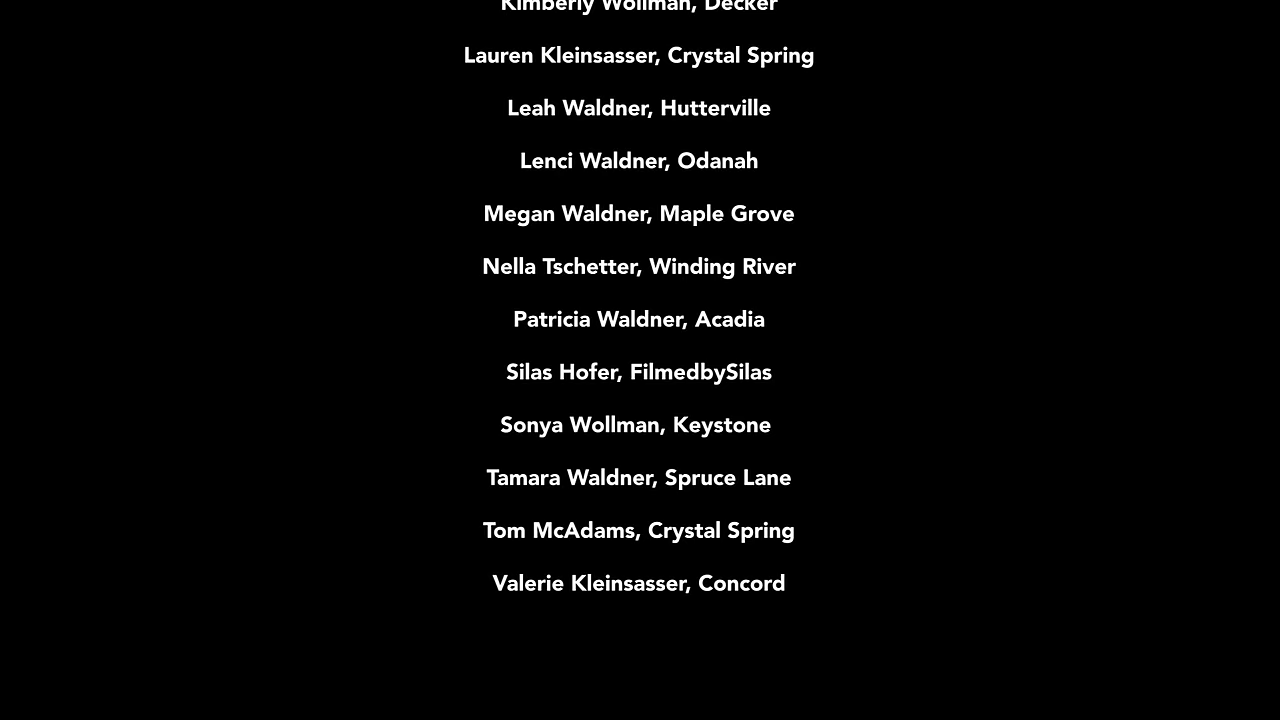 Kimberly Wollman, Decker
Lauren Kleinsasser, Crystal Spring
Leah Waldner, Hutterville
Lenci Waldner, Odanah
Megan Waldner, Maple Grove
Nella Tschetter, Winding River
Patricia Waldner, Acadia
Silas Hofer, FilmedbySilas
Sonya Wollman, Keystone
Tamara Waldner, Spruce Lane
Tom McAdams, Crystal Spring
Valerie Kleinsasser, Concord